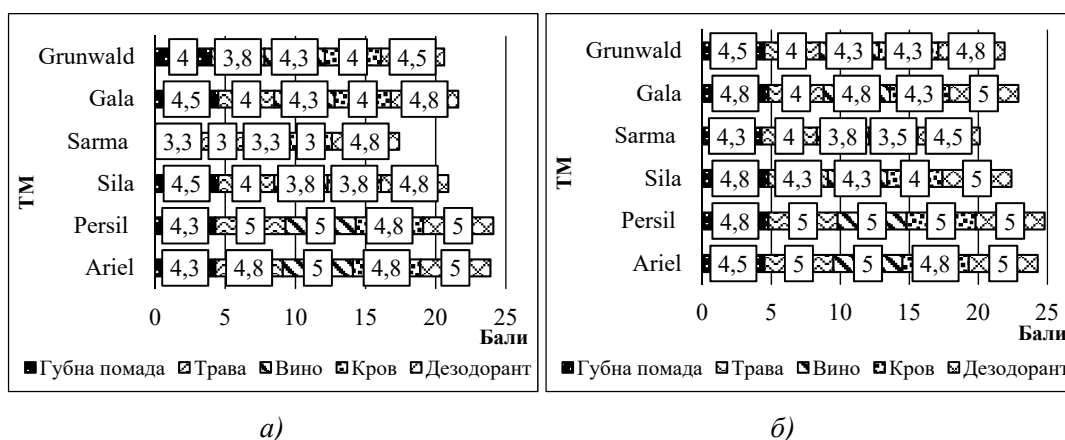 Grunwald 4 3,8 4,3 4 4,5
Gala 4,5 4 4,3 4 4,8
Sarma 3,3 3 3,3 3 4,8
Sila 4,5 4 3,8 3,8 4,8
Persil 4,3 5 5 4,8 5
Ariel 4,3 4,8 5 4,8 5
ТМ
0 5 10 15 20 25
Бали
Губна помада Трава Вино Кров Дезодорант
а)
Grunwald 4,5 4 4,3 4,3 4,8
Gala 4,8 4 4,8 4,3 5
Sarma 4,3 4 3,8 3,5 4,5
Sila 4,8 4,3 4,3 4 5
Persil 4,8 5 5 5 5
Ariel 4,5 5 5 4,8 5
ТМ
0 5 10 15 20 25
Бали
Губна помада Трава Вино Кров Дезодорант
б)